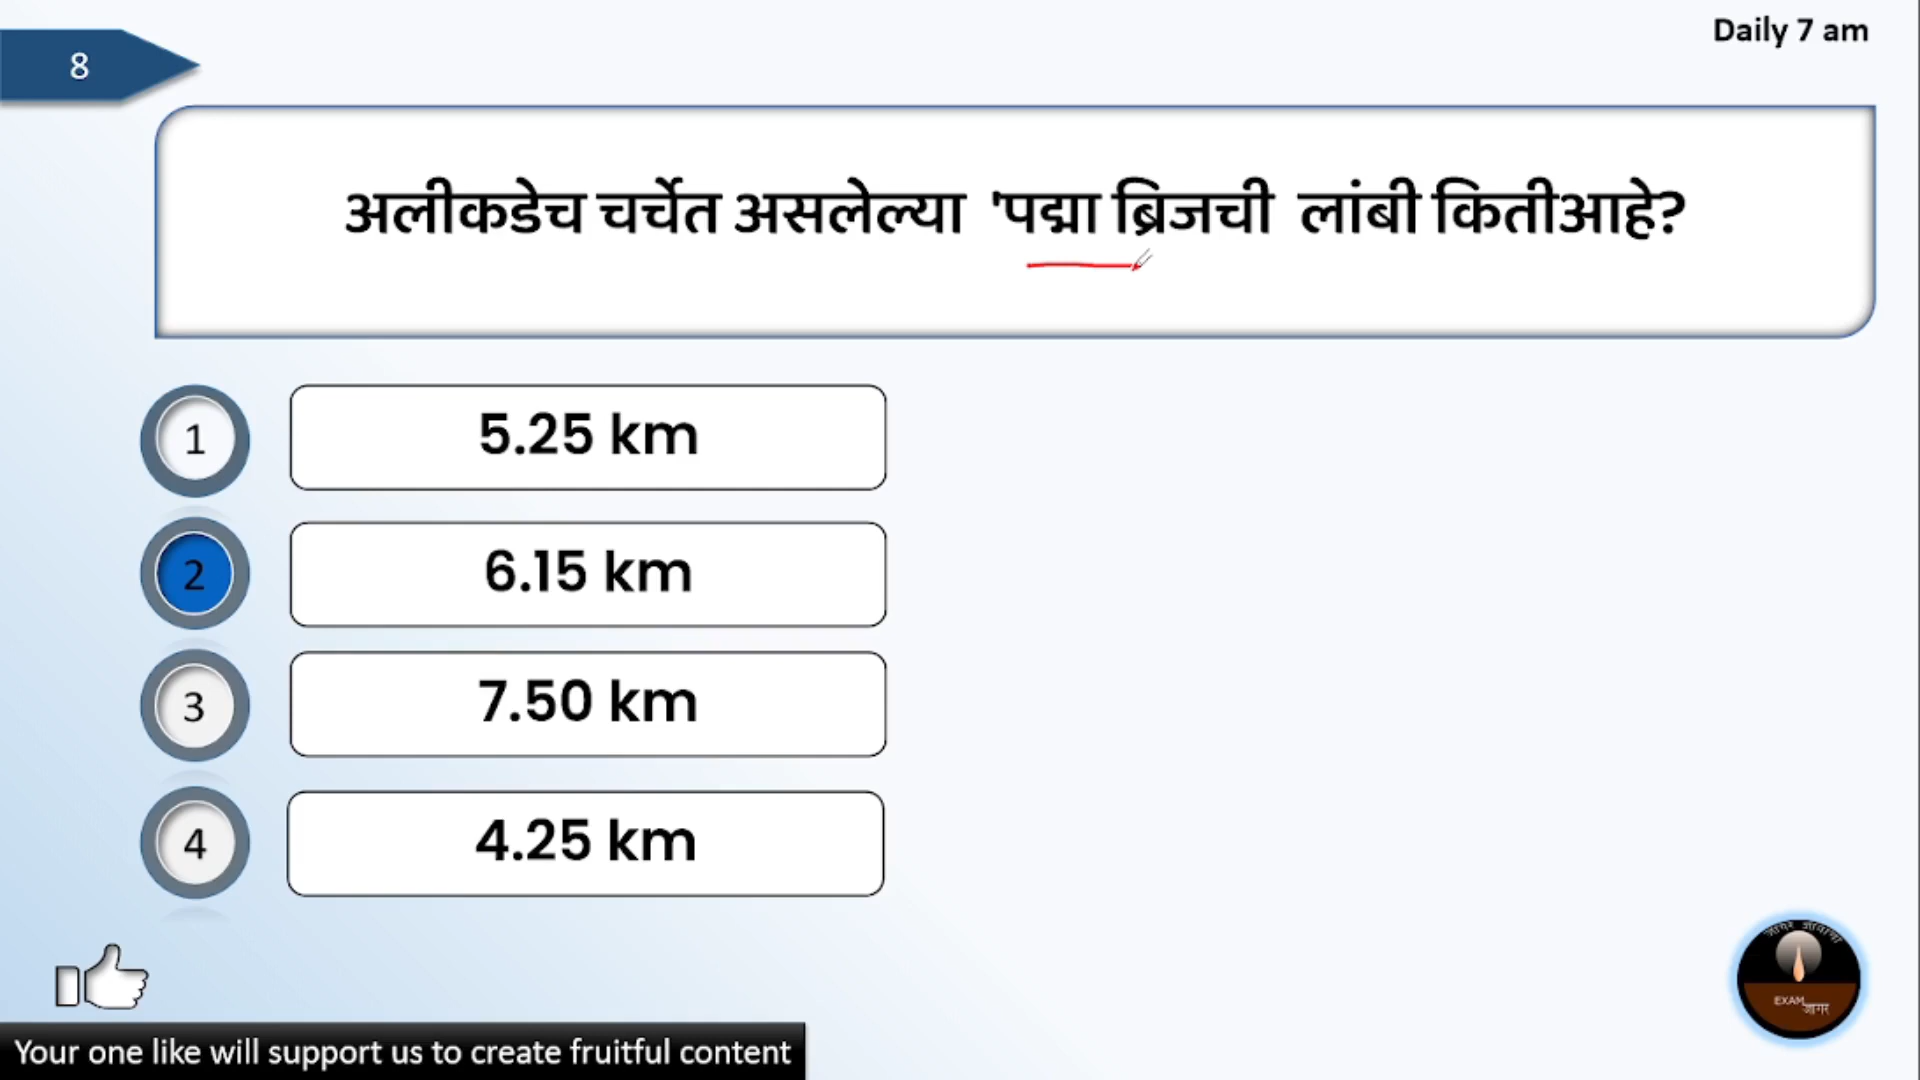 Daily 7 am
8
अलीकडेच चर्चेत असलेल्या 'पद्मा ब्रिजची लांबी कितीआहे?
1
5.25 km
2
6.15 km
3
7.50 km
4
4.25 km
EXAM
जागर
Your one like will support us to create fruitful content